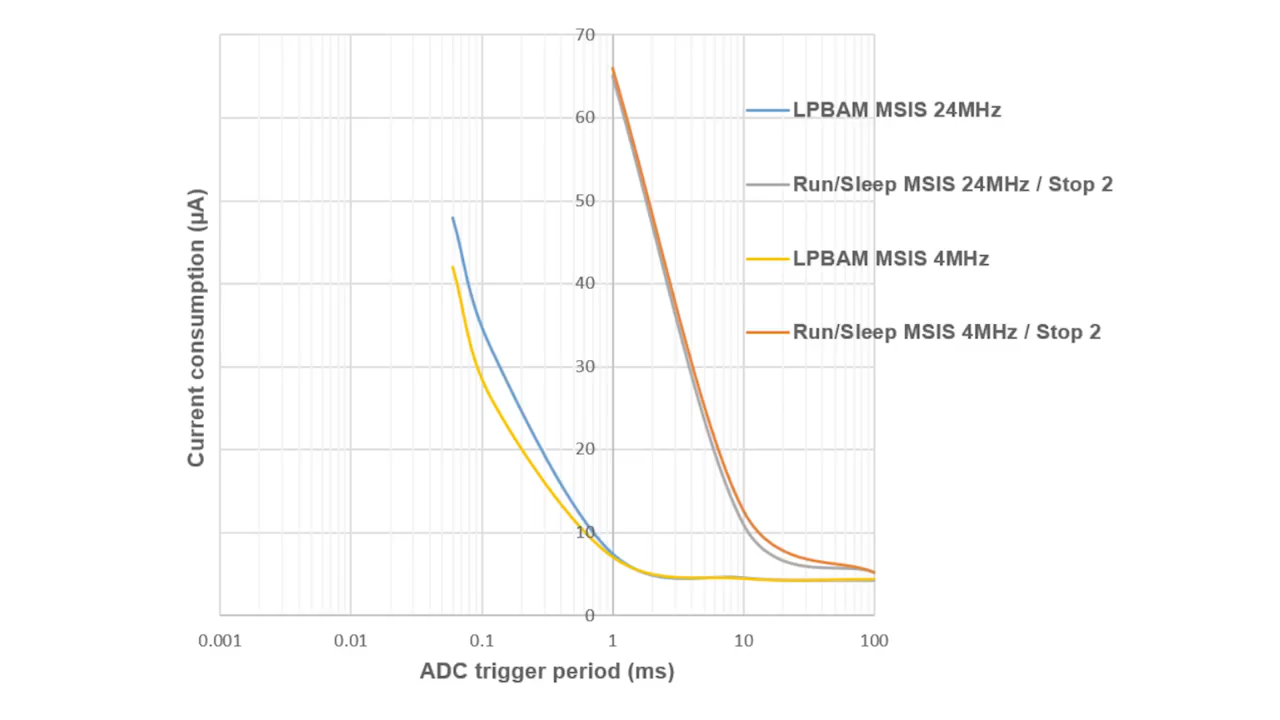 70
60
50
40
30
20
10
0
Current consumption (µA)
LPBAM MSIS 24MHz
Run/Sleep MSIS 24MHz / Stop 2
LPBAM MSIS 4MHz
Run/Sleep MSIS 4MHz / Stop 2
0.001 0.01 0.1 1 10 100
ADC trigger period (ms)